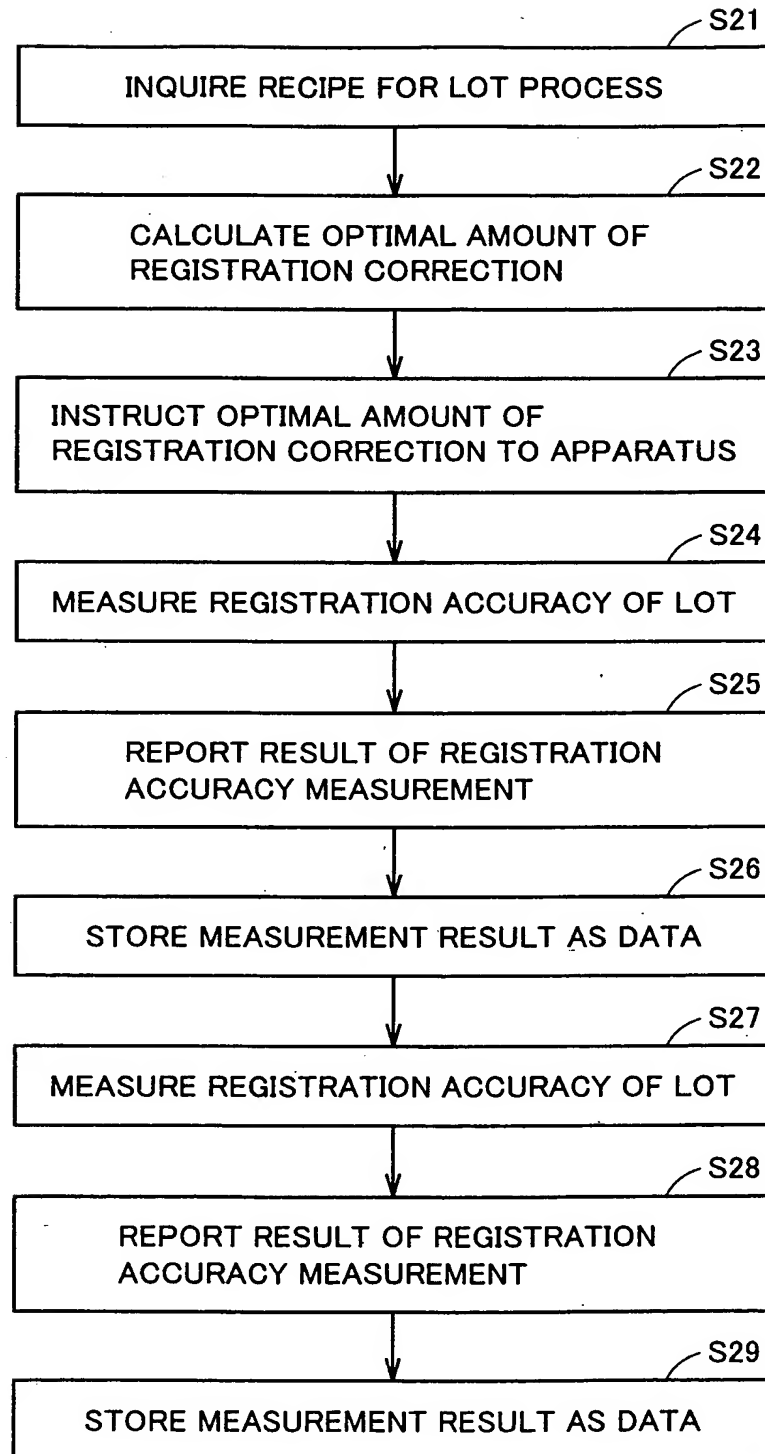 S21
INQUIRE RECIPE FOR LOT PROCESS
S22
CALCULATE OPTIMAL AMOUNT OF
REGISTRATION CORRECTION
S23
INSTRUCT OPTIMAL AMOUNT OF
REGISTRATION CORRECTION TO APPARATUS
S24
MEASURE REGISTRATION ACCURACY OF LOT
S25
REPORT RESULT OF REGISTRATION
ACCURACY MEASUREMENT
S26
STORE MEASUREMENT RESULT AS DATA
S27
MEASURE REGISTRATION ACCURACY OF LOT
S28
REPORT RESULT OF REGISTRATION
ACCURACY MEASUREMENT
S29
STORE MEASUREMENT RESULT AS DATA